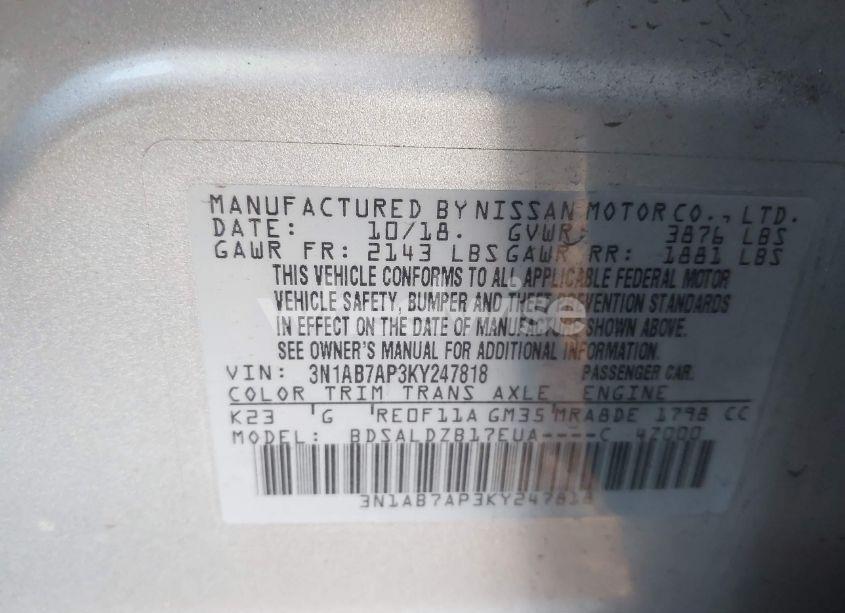 MANUFACTURED BY NISSAN MOTOR CO., LTD.
DATE: 10/18. GVWR: 3876 LBS
GAWR FR: 2143 LBS GAWR RR: 1881 LBS
THIS VEHICLE CONFORMS TO ALL APPLICABLE FEDERAL MOTOR
VEHICLE SAFETY, BUMPER AND THEFT PREVENTION STANDARDS
IN EFFECT ON THE DATE OF MANUFACTURE SHOWN ABOVE.
SEE OWNER'S MANUAL FOR ADDITIONAL INFORMATION.
VIN: 3N1AB7AP3KY247818 PASSENGER CAR
COLOR TRIM TRANS AXLE ENGINE
K23 G RE0F11A GM35 MRA8DE 1798 CC
MODEL: BDSALDZB17EUA----C 4Z000
3N1AB7AP3KY247818